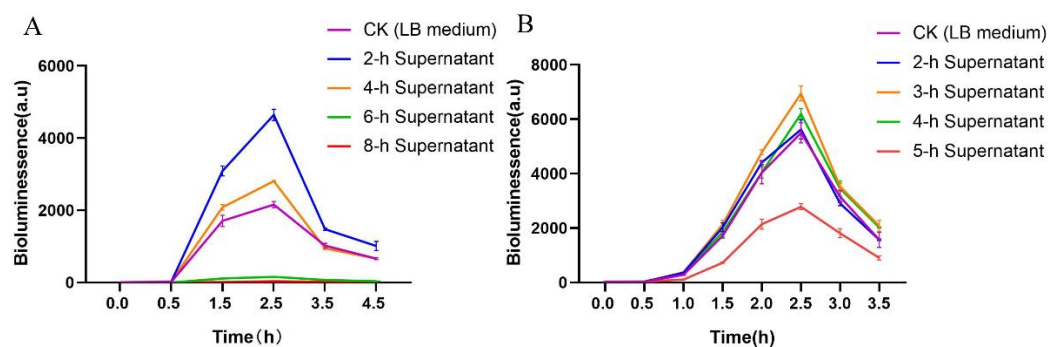 A
CK (LB medium)
2-h Supernatant
4-h Supernatant
6-h Supernatant
8-h Supernatant
Bioluminessence(a.u)
6000
4000
2000
0
0.0 0.5 1.5 2.5 3.5 4.5
Time（h）
B
CK (LB medium)
2-h Supernatant
3-h Supernatant
4-h Supernatant
5-h Supernatant
Bioluminessence(a.u)
8000
6000
4000
2000
0
0.0 0.5 1.0 1.5 2.0 2.5 3.0 3.5
Time(h)